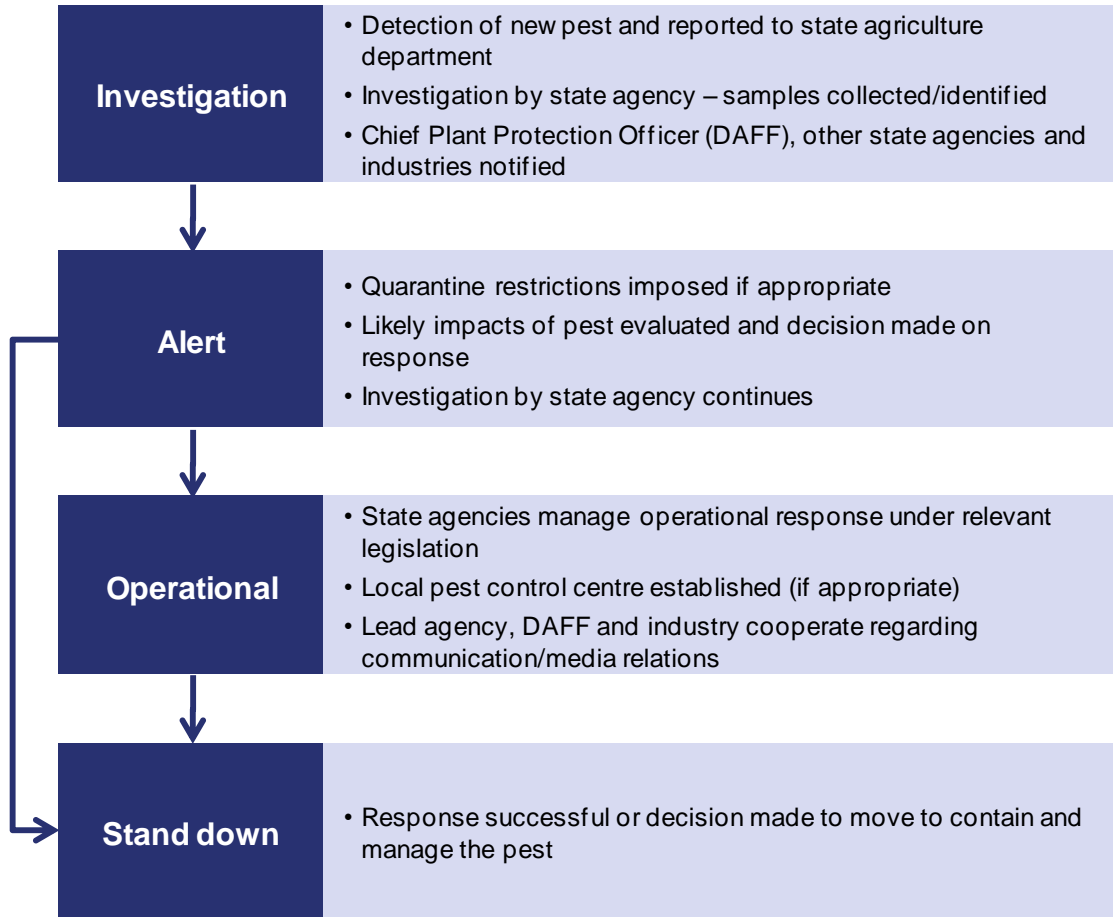 Investigation
• Detection of new pest and reported to state agriculture
department
• Investigation by state agency – samples collected/identified
• Chief Plant Protection Officer (DAFF), other state agencies and
industries notified
Alert
• Quarantine restrictions imposed if appropriate
• Likely impacts of pest evaluated and decision made on
response
• Investigation by state agency continues
Operational
• State agencies manage operational response under relevant
legislation
• Local pest control centre established (if appropriate)
• Lead agency, DAFF and industry cooperate regarding
communication/media relations
Stand down
• Response successful or decision made to move to contain and
manage the pest